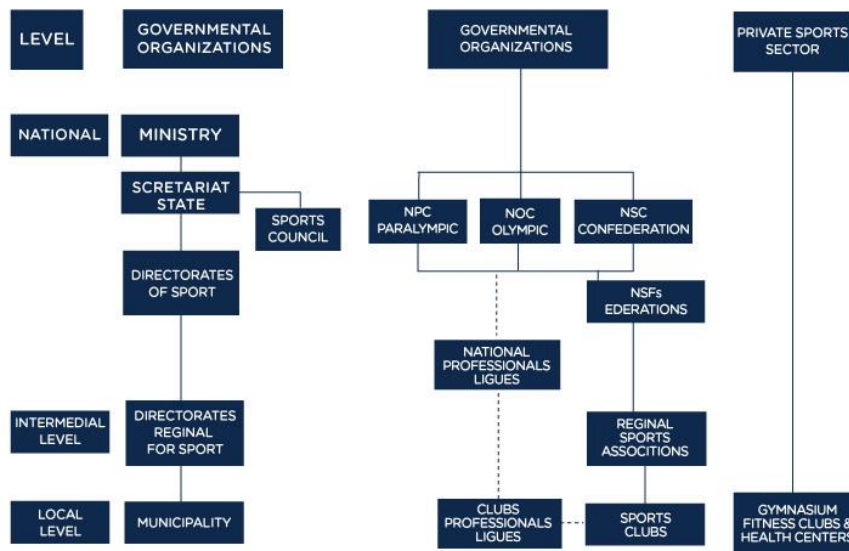 LEVEL
GOVERNMENTAL
ORGANIZATIONS
GOVERNMENTAL
ORGANIZATIONS
PRIVATE SPORTS
SECTOR
NATIONAL
MINISTRY
SCRETARIAT
STATE
SPORTS
COUNCIL
NPC
PARALYMPIC
NOC
OLYMPIC
NSC
CONFEDERATION
DIRECTORATES
OF SPORT
NSFs
EDERATIONS
NATIONAL
PROFESSIONALS
LIGUES
INTERMEDIAL
LEVEL
DIRECTORATES
REGINAL
FOR SPORT
REGINAL
SPORTS
ASSOCITIONS
LOCAL
LEVEL
MUNICIPALITY
CLUBS
PROFESSIONALS
LIGUES
SPORTS
CLUBS
GYMNASIUM
FITNESS CLUBS &
HEALTH CENTERS